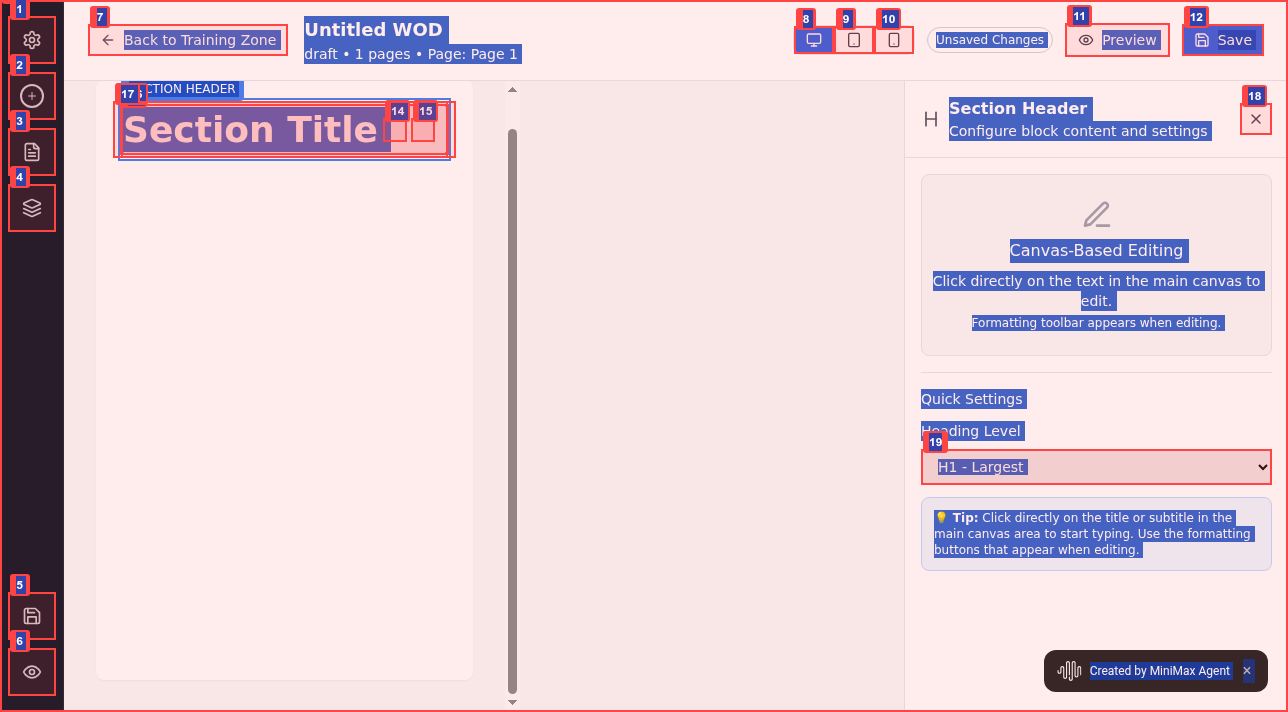 1
2
3
4
5
6
7
Back to Training Zone
Untitled WOD
draft • 1 pages • Page: Page 1
8
9
10
Unsaved Changes
11
Preview
12
Save
CTION HEADER
17
Section Title
14
15
18
Section Header
Configure block content and settings
Canvas-Based Editing
Click directly on the text in the main canvas to
edit.
Formatting toolbar appears when editing.
Quick Settings
Heading Level
19
H1 - Largest
💡 Tip: Click directly on the title or subtitle in the
main canvas area to start typing. Use the formatting
buttons that appear when editing.
Created by MiniMax Agent ×